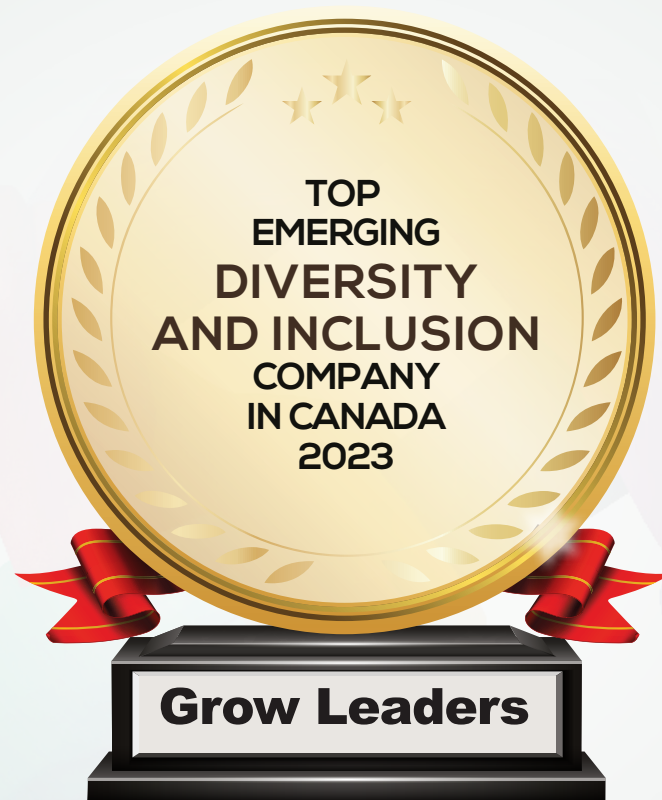 TOP
EMERGING
DIVERSITY
AND INCLUSION
COMPANY
IN CANADA
2023
Grow Leaders